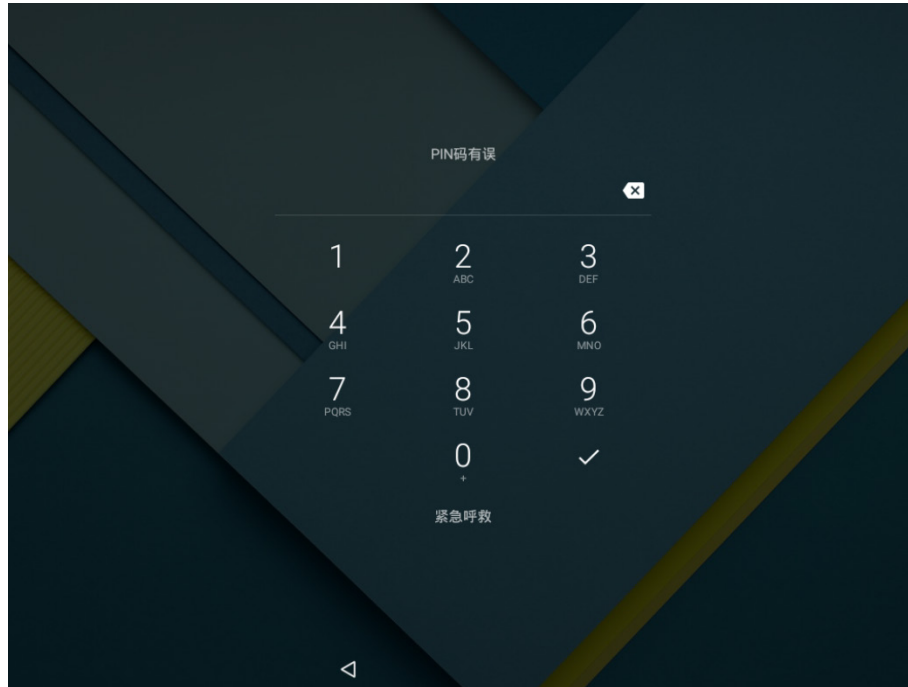 PIN码有误
1 2 3
ABC DEF
4 5 6
GHI JKL MNO
7 8 9
PQRS TUV WXYZ
0
+
紧急呼救